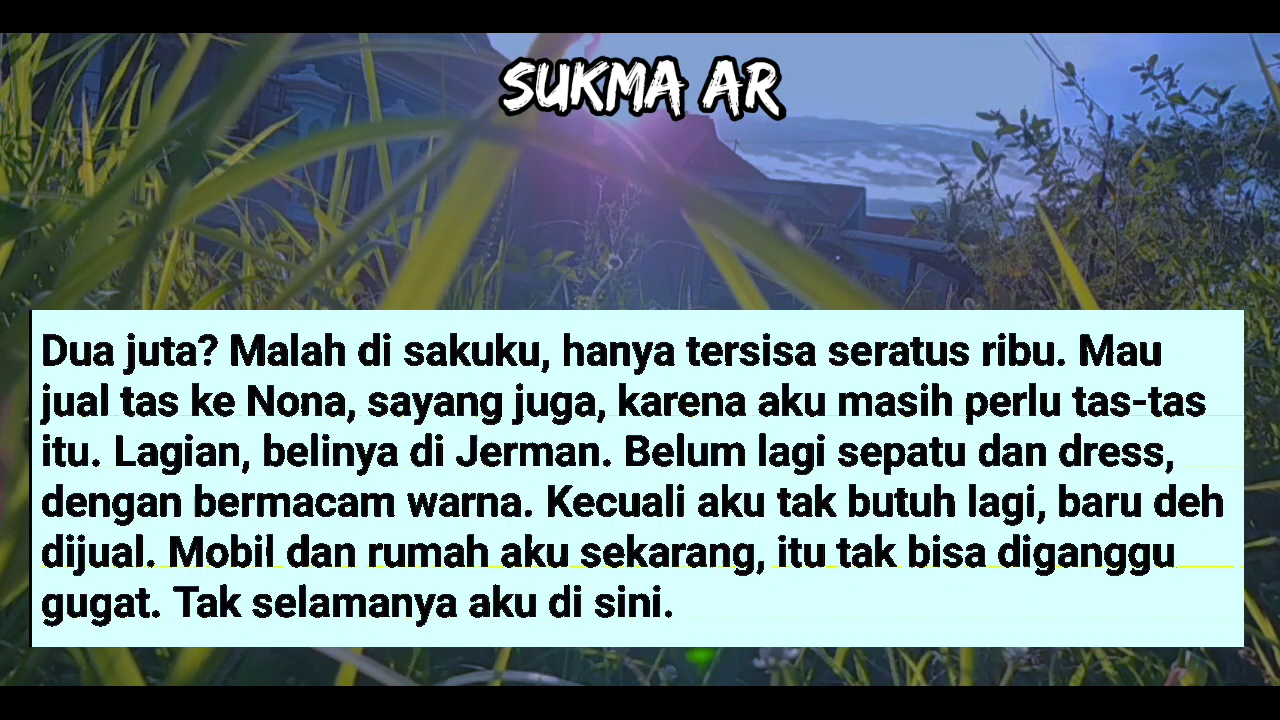 SUKMA AR
Dua juta? Malah di sakuku, hanya tersisa seratus ribu. Mau
jual tas ke Nona, sayang juga, karena aku masih perlu tas-tas
itu. Lagian, belinya di Jerman. Belum lagi sepatu dan dress,
dengan bermacam warna. Kecuali aku tak butuh lagi, baru deh
dijual. Mobil dan rumah aku sekarang, itu tak bisa diganggu
gugat. Tak selamanya aku di sini.